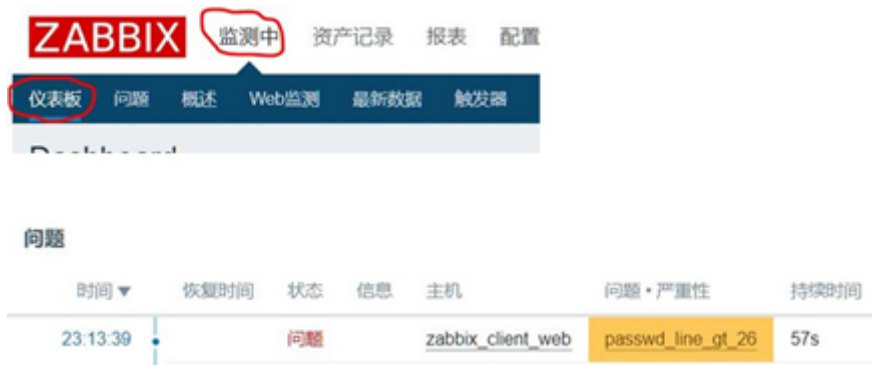 ZABBIX 监测中 资产记录 报表 配置
仪表板 问题 概述 Web监测 最新数据 触发器
Dashboard
问题
时间▼ 恢复时间 状态 信息 主机 问题・严重性 持续时间
23:13:39 问题 zabbix_client_web passwd_line_gt_26 57s